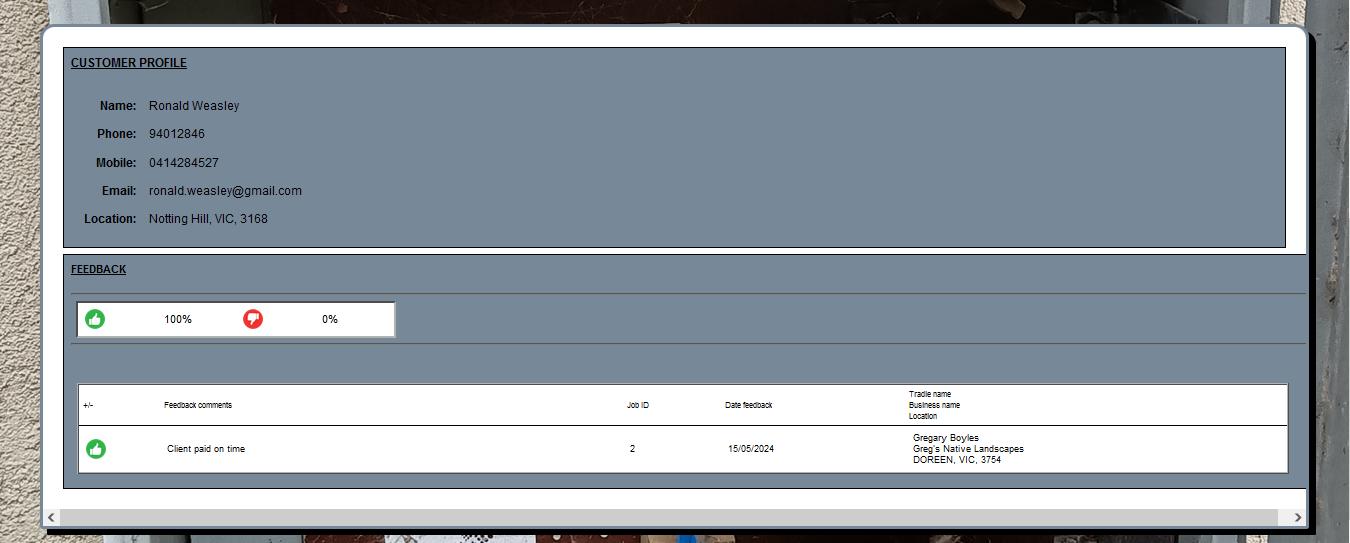 CUSTOMER PROFILE
Name: Ronald Weasley
Phone: 94012846
Mobile: 0414284527
Email: ronald.weasley@gmail.com
Location: Notting Hill, VIC, 3168
FEEDBACK
100% 0%
+/- Feedback comments Job ID Date feedback Tradie name
Business name
Location
Client paid on time 2 15/05/2024 Gregary Boyles
Greg's Native Landscapes
DOREEN, VIC, 3754